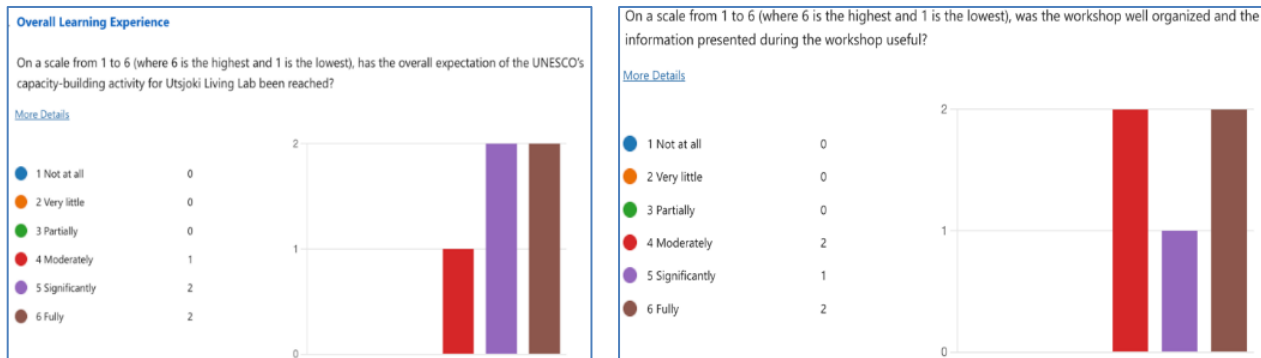 Overall Learning Experience
On a scale from 1 to 6 (where 6 is the highest and 1 is the lowest), has the overall expectation of the UNESCO's
capacity-building activity for Utsjoki Living Lab been reached?
More Details
2
1 Not at all 0
2 Very little 0
3 Partially 0
1
4 Moderately 1
5 Significantly 2
6 Fully 2
0
On a scale from 1 to 6 (where 6 is the highest and 1 is the lowest), was the workshop well organized and the
information presented during the workshop useful?
More Details
2
1 Not at all 0
2 Very little 0
3 Partially 0
1
4 Moderately 2
5 Significantly 1
6 Fully 2
0